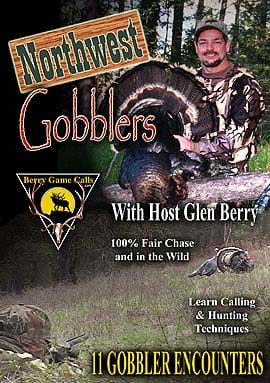 Northwest
Gobblers
Berry Game Calls
With Host Glen Berry
100% Fair Chase
and in the Wild
Learn Calling
& Hunting
Techniques
11 GOBBLER ENCOUNTERS